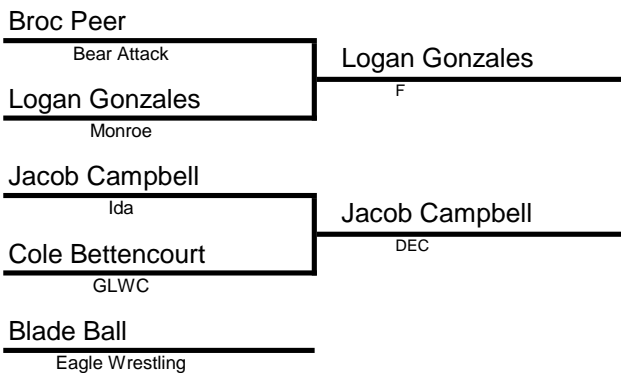 Broc Peer
Bear Attack
Logan Gonzales
F
Logan Gonzales
Monroe
Jacob Campbell
Ida
Jacob Campbell
DEC
Cole Bettencourt
GLWC
Blade Ball
Eagle Wrestling